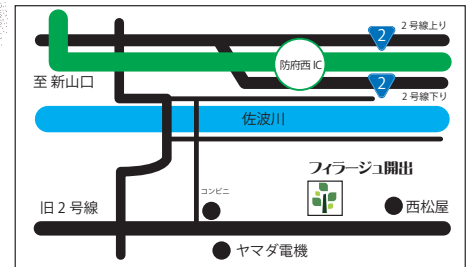 2
2号線上り
防府西 IC
至 新山口
2
2号線下り
佐波川
フィラージュ開出
コンビニ
旧 2 号線
西松屋
ヤマダ電機